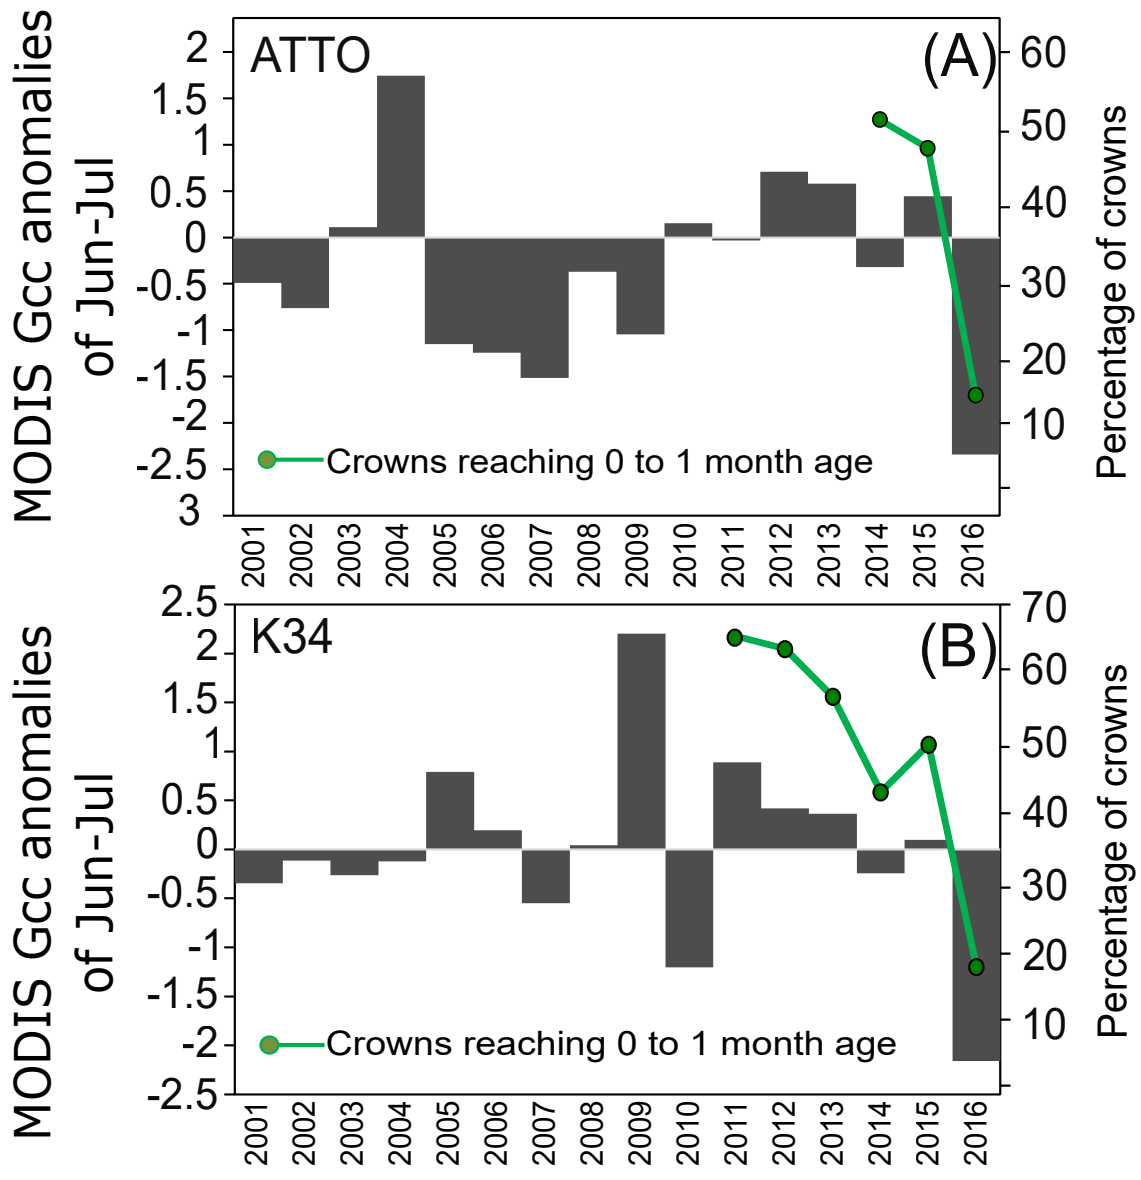 MODIS Gcc anomalies
of Jun-Jul
2
1.5
1
0.5
0
-0.5
-1
-1.5
-2
-2.5
3
ATTO
(A)
60
50
40
30
20
10
Percentage of crowns
Crowns reaching 0 to 1 month age
2001 2002 2003 2004 2005 2006 2007 2008 2009 2010 2011 2012 2013 2014 2015 2016
MODIS Gcc anomalies
of Jun-Jul
2.5
2
1.5
1
0.5
0
-0.5
-1
-1.5
-2
-2.5
K34
(B)
70
60
50
40
30
20
10
Percentage of crowns
Crowns reaching 0 to 1 month age
2001 2002 2003 2004 2005 2006 2007 2008 2009 2010 2011 2012 2013 2014 2015 2016